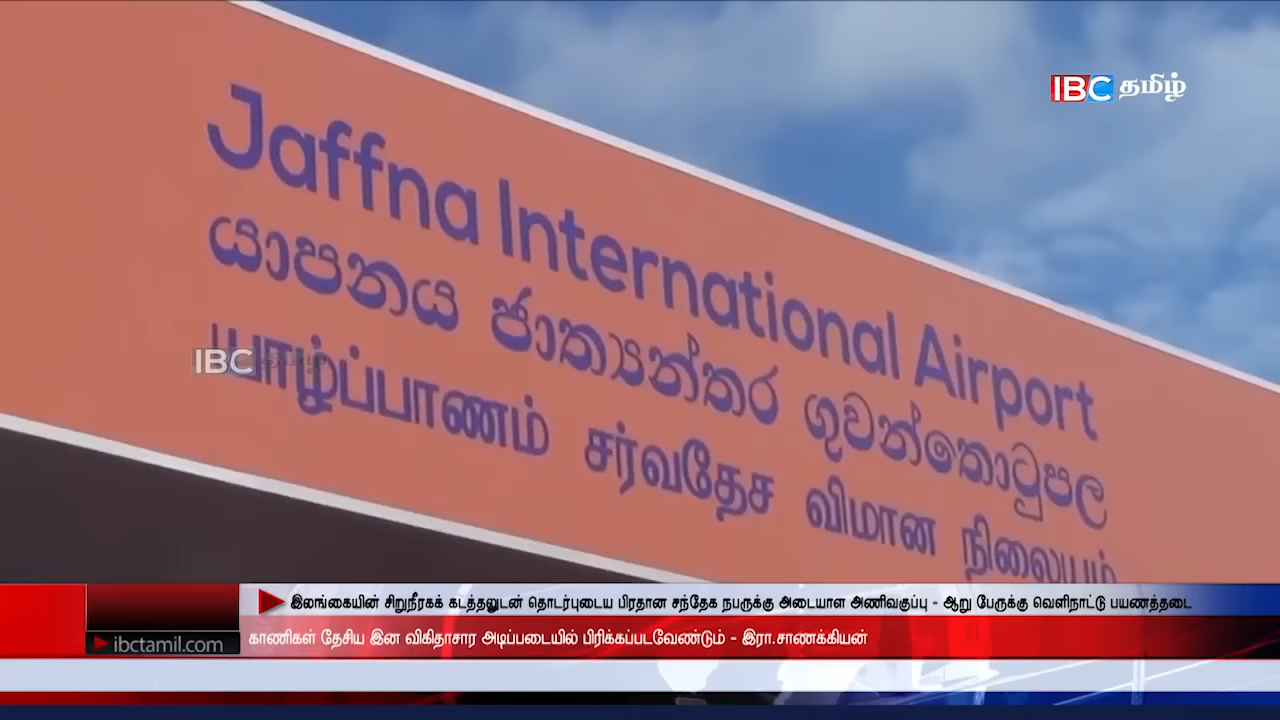 IBC தமிழ்
Jaffna International Airport
යාපනය ජාත්‍යන්තර ගුවන්තොටුපල
யாழ்ப்பாணம் சர்வதேச விமான நிலையம்
IBC தமிழ்
இலங்கையின் சிறுநீரகக் கடத்தலுடன் தொடர்புடைய பிரதான சந்தேக நபருக்கு அடையாள அணிவகுப்பு - ஆறு பேருக்கு வெளிநாட்டு பயணத்தடை
ibctamil.com
காணிகள் தேசிய இன விகிதாசார அடிப்படையில் பிரிக்கப்படவேண்டும் - இரா.சாணக்கியன்